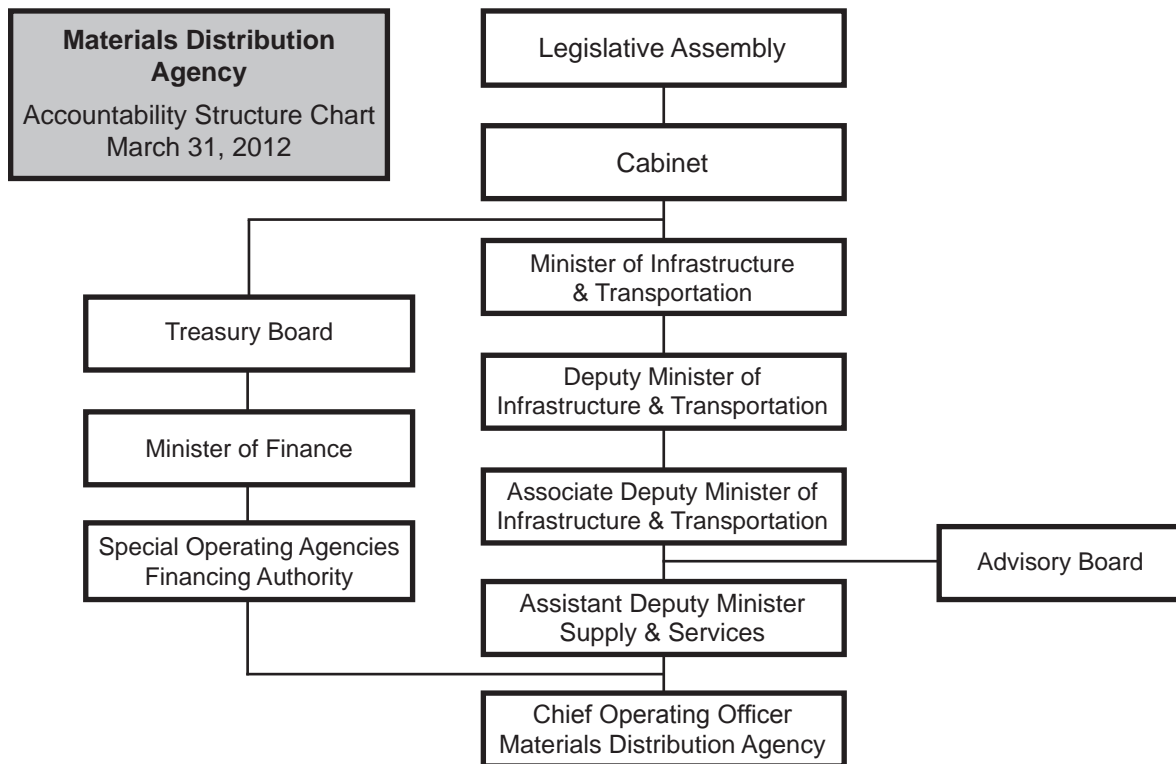 Materials Distribution
Agency
Accountability Structure Chart
March 31, 2012
Legislative Assembly
Cabinet
Minister of Infrastructure
& Transportation
Treasury Board
Deputy Minister of
Infrastructure & Transportation
Minister of Finance
Associate Deputy Minister of
Infrastructure & Transportation
Special Operating Agencies
Financing Authority
Advisory Board
Assistant Deputy Minister
Supply & Services
Chief Operating Officer
Materials Distribution Agency